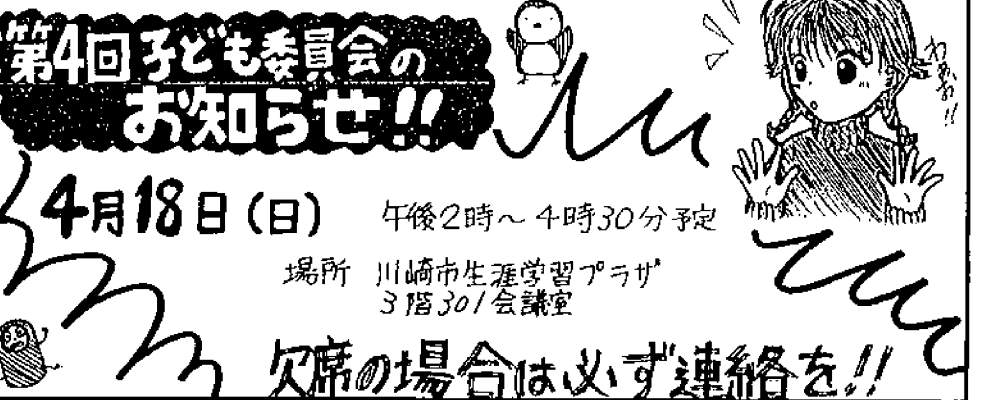 第4回子ども委員会の
お知らせ!!
4月18日(日)
午後2時～4時30分予定
場所 川崎市生涯学習プラザ
3階301会議室
欠席の場合は必ず連絡を!!